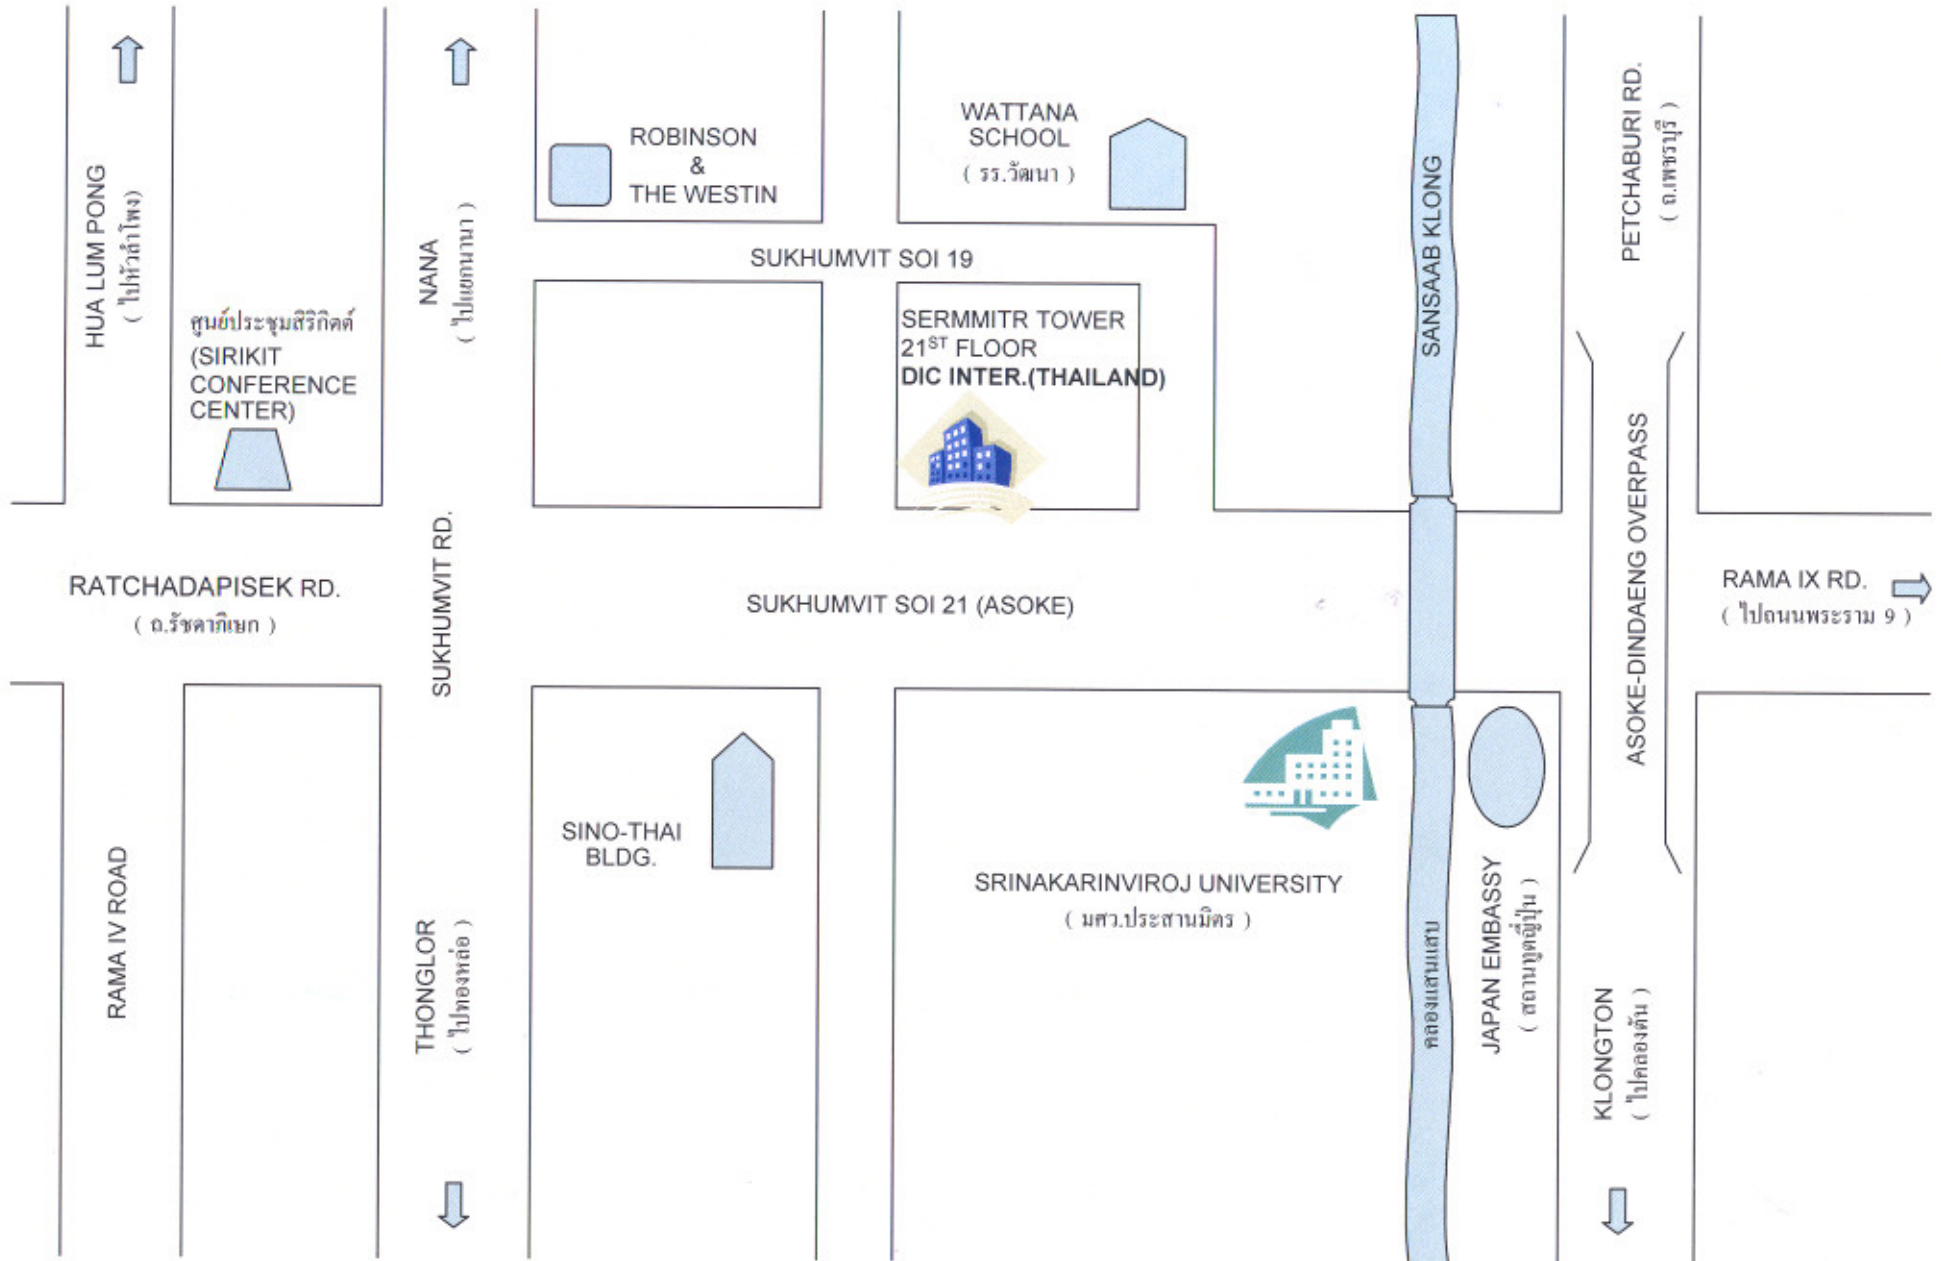 HUA LUM PONG
( ไปหัวลำโพง )
NANA
( ไปแยกนานา )
ROBINSON
&
THE WESTIN
WATTANA
SCHOOL
( รร.วัฒนา )
SANSAAB KLONG
PETCHABURI RD.
( ถ.เพชรบุรี )
SUKHUMVIT SOI 19
ศูนย์ประชุมสิริกิตต์
(SIRIKIT
CONFERENCE
CENTER)
SERMMITR TOWER
21ST FLOOR
DIC INTER.(THAILAND)
RATCHADAPISEK RD.
( ถ.รัชดาภิเษก )
SUKHUMVIT RD.
SUKHUMVIT SOI 21 (ASOKE)
ASOKE-DINDAENG OVERPASS
RAMA IX RD.
( ไปถนนพระราม 9 )
RAMA IV ROAD
THONGLOR
( ไปทองหล่อ )
SINO-THAI
BLDG.
SRINAKARINVIROJ UNIVERSITY
( มศว.ประสานมิตร )
คลองแสนแสบ
JAPAN EMBASSY
( สถานทูตญี่ปุ่น )
KLONGTON
( ไปคลองตัน )